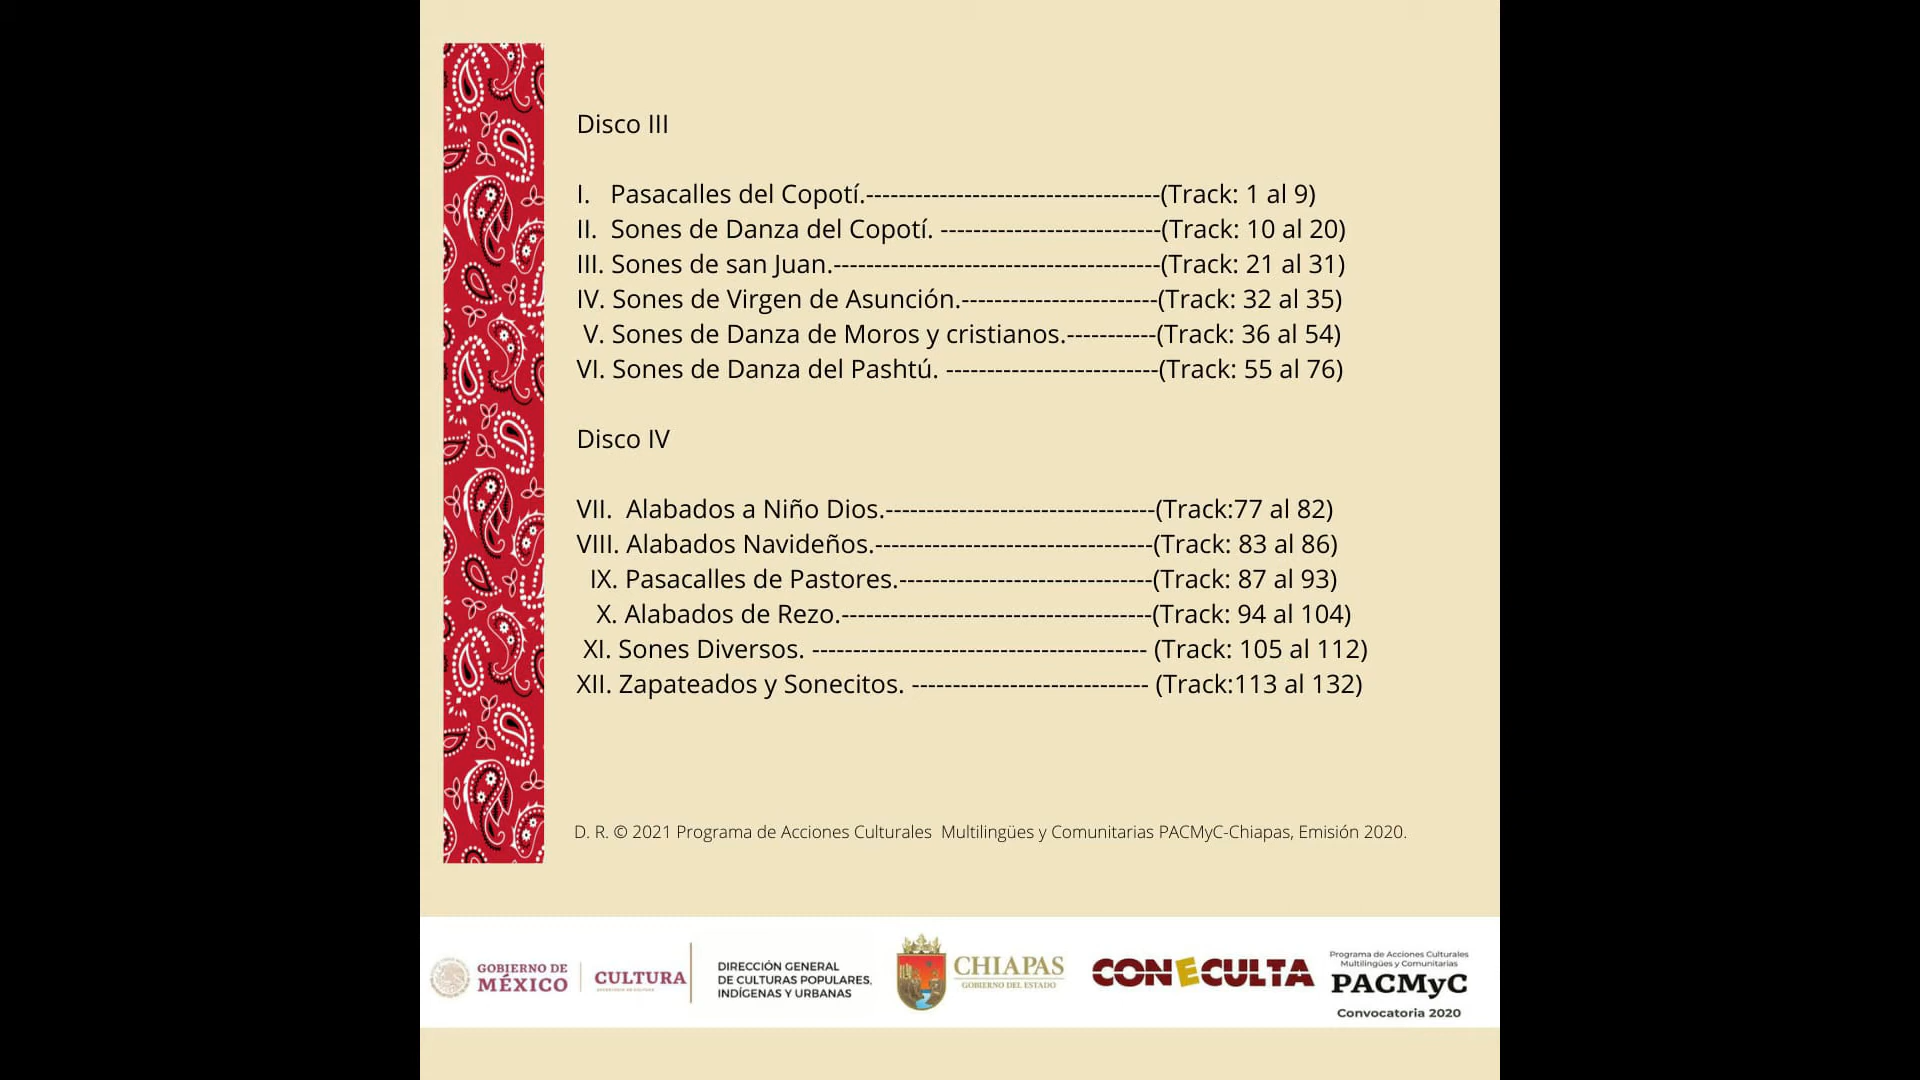 Disco III
I. Pasacalles del Copotí.------------------------------------(Track: 1 al 9)
II. Sones de Danza del Copotí. ---------------------------(Track: 10 al 20)
III. Sones de san Juan.----------------------------------------(Track: 21 al 31)
IV. Sones de Virgen de Asunción.------------------------(Track: 32 al 35)
V. Sones de Danza de Moros y cristianos.-----------(Track: 36 al 54)
VI. Sones de Danza del Pashtú. --------------------------(Track: 55 al 76)
Disco IV
VII. Alabados a Niño Dios.---------------------------------(Track:77 al 82)
VIII. Alabados Navideños.----------------------------------(Track: 83 al 86)
IX. Pasacalles de Pastores.-------------------------------(Track: 87 al 93)
X. Alabados de Rezo.--------------------------------------(Track: 94 al 104)
XI. Sones Diversos. ----------------------------------------- (Track: 105 al 112)
XII. Zapateados y Sonecitos. ----------------------------- (Track:113 al 132)
D. R. © 2021 Programa de Acciones Culturales Multilingües y Comunitarias PACMyC-Chiapas, Emisión 2020.
GOBIERNO DE
MÉXICO
CULTURA
DIRECCIÓN GENERAL
DE CULTURAS POPULARES,
INDÍGENAS Y URBANAS
CHIAPAS
GOBIERNO DEL ESTADO
CONECULTA
Programa de Acciones Culturales
Multilingües y Comunitarias
PACMyC
Convocatoria 2020